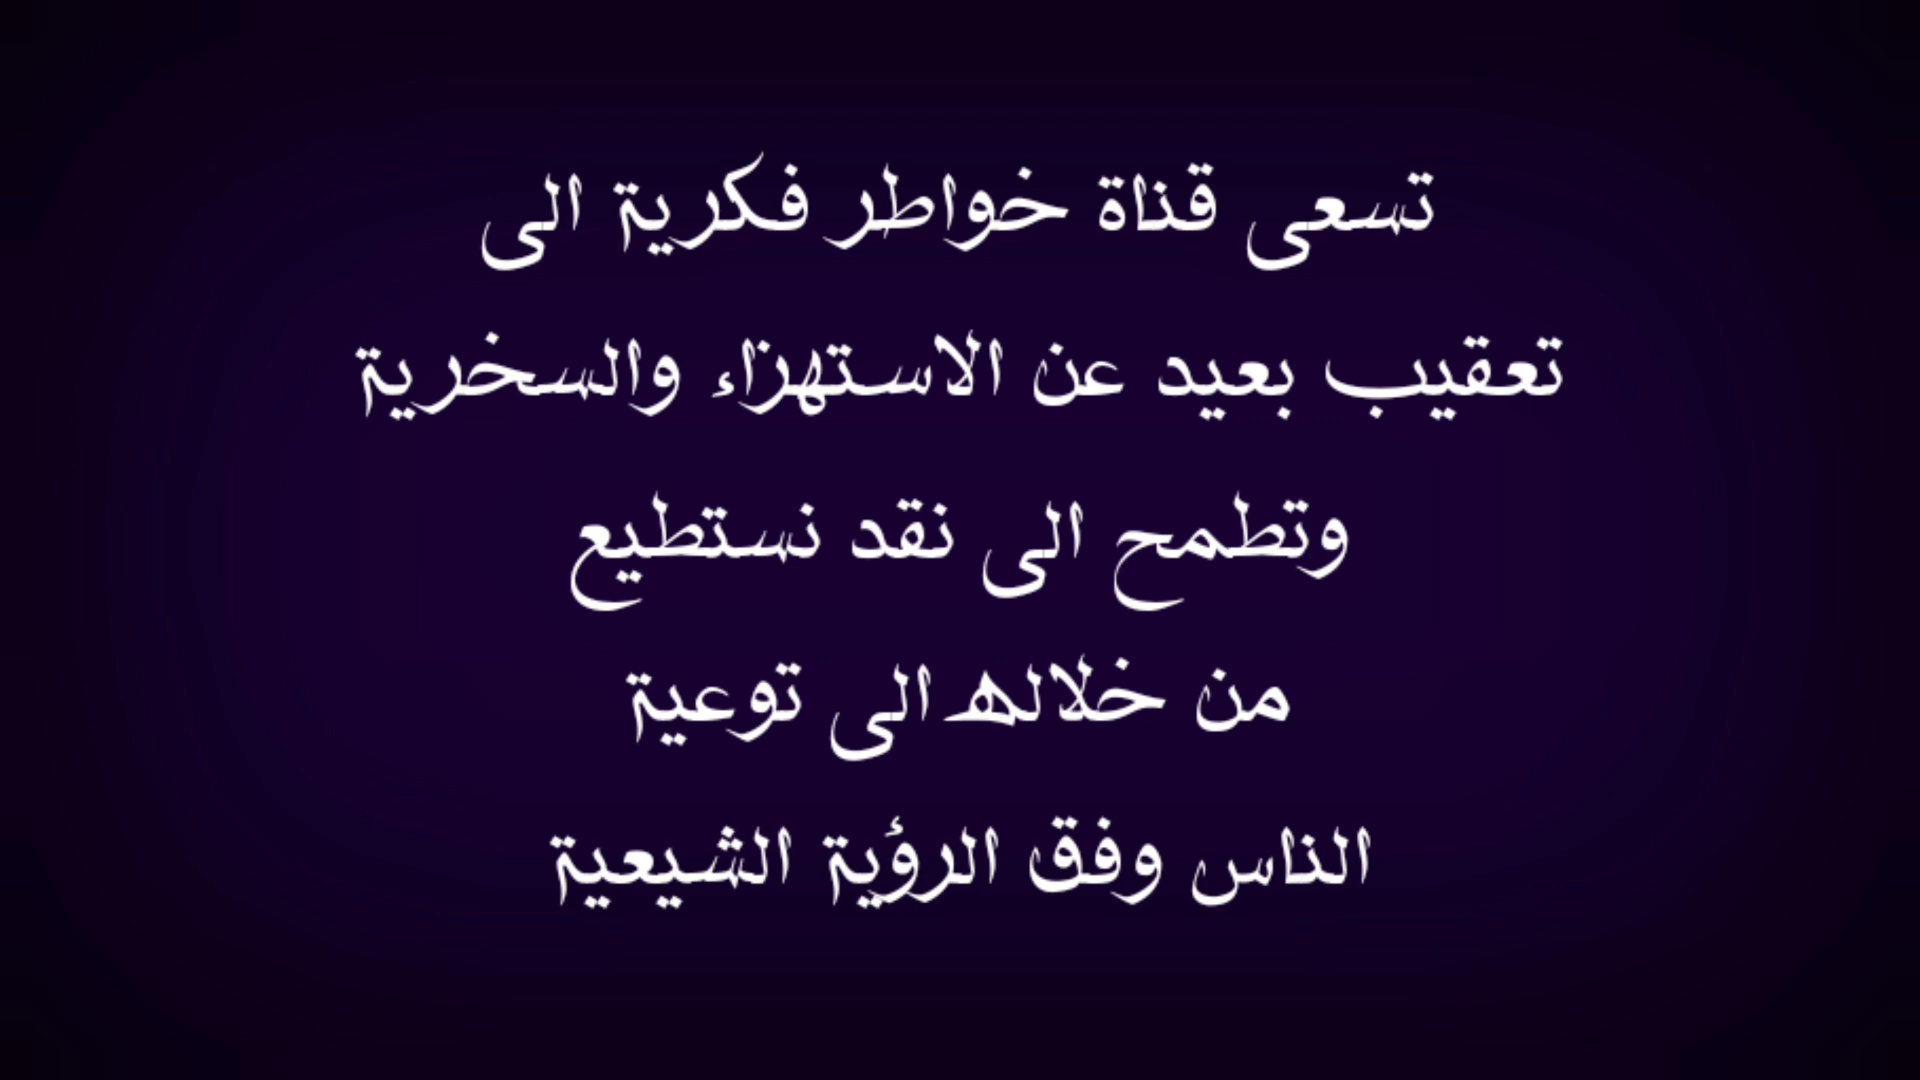 تسعى قناة خواطر فكرية الى
تعقيب بعيد عن الاستهزاء والسخرية
وتطمح الى نقد نستطيع
من خلاله الى توعية
الناس وفق الرؤية الشيعية